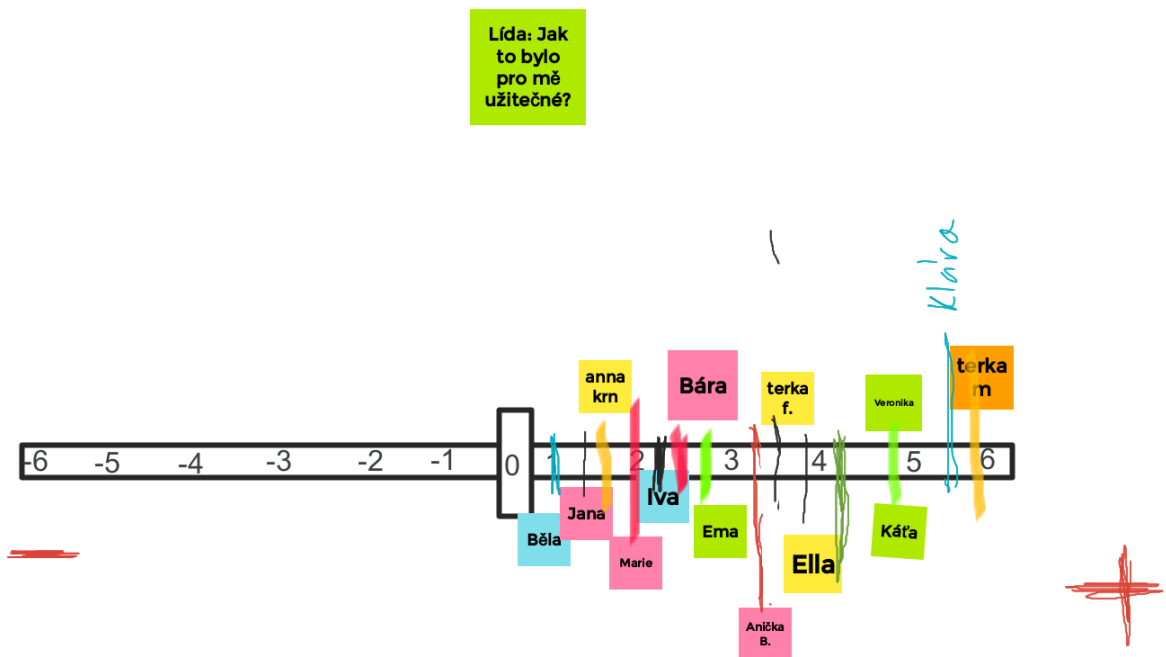 Lída: Jak
to bylo
pro mě
užitečné?
Klára
terka
m
anna
krn
Bára
terka
f.
Veronika
-6 -5 -4 -3 -2 -1 0 1 2 3 4 5 6
Iva
Jana
Běla
Ema
Káťa
Marie
Ella
Anička
B.